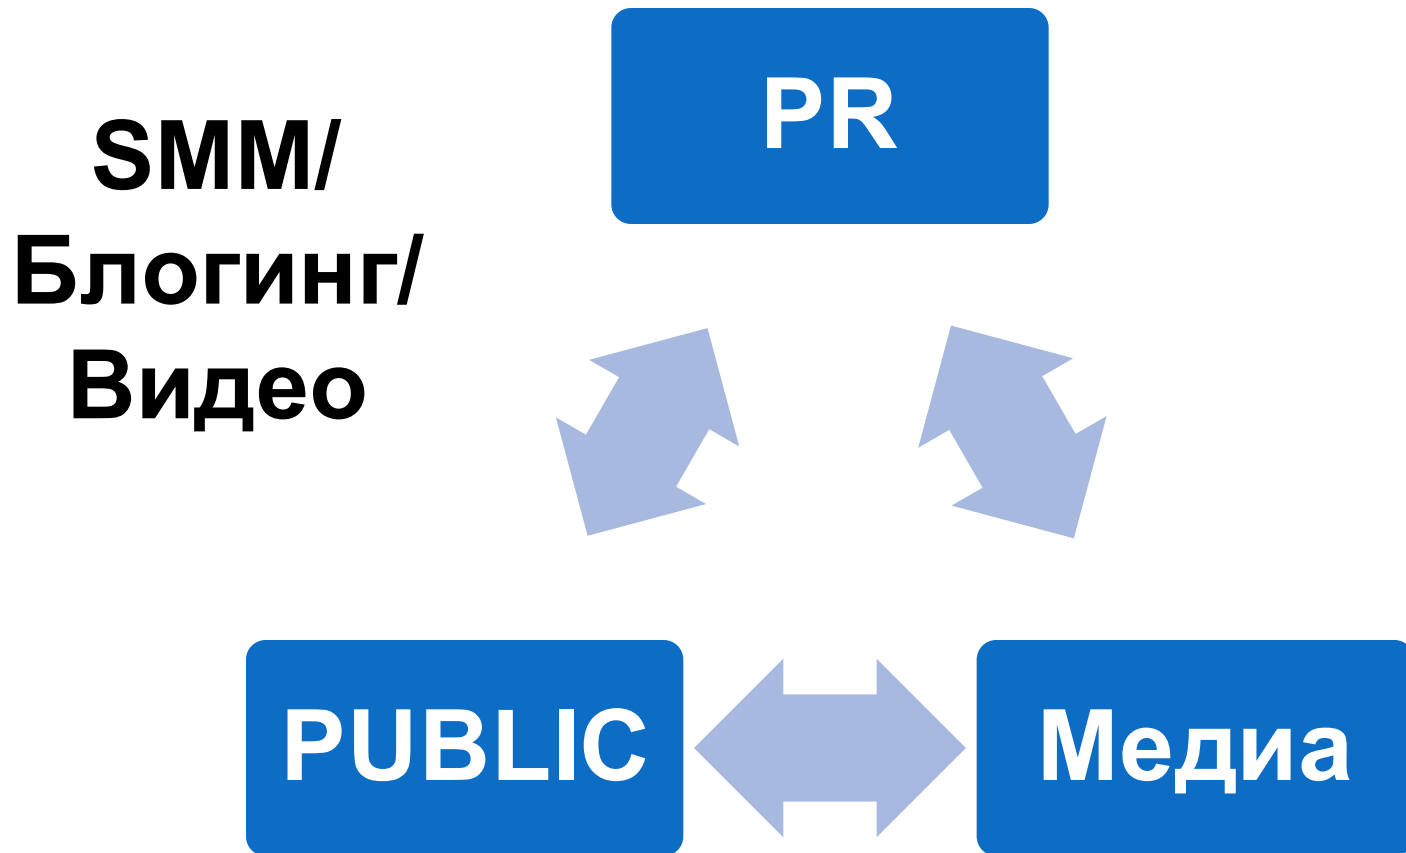 PR
SMM/
Блогинг/
Видео
PUBLIC
Медиа